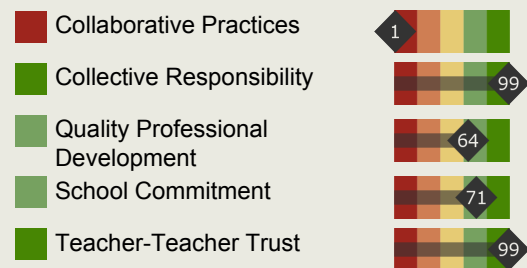 Collaborative Practices 1
Collective Responsibility 99
Quality Professional
Development 64
School Commitment 71
Teacher-Teacher Trust 99